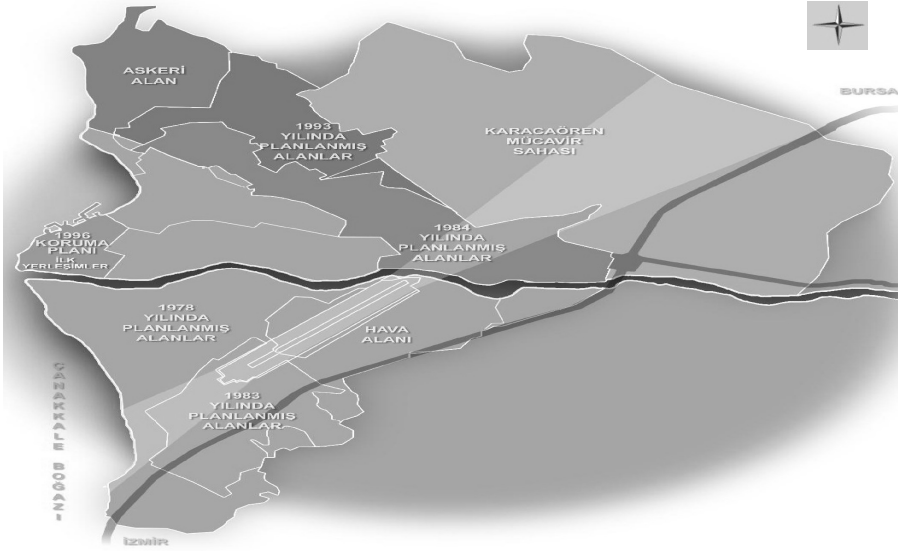 ASKERİ
ALAN
BURSA
1993
YILINDA
PLANLANMIŞ
ALANLAR
KARACAÖREN
MÜCAVİR
SAHASI
1996
KORUMA
PLANI
İLK
YERLEŞİMLER
1984
YILINDA
PLANLANMIŞ
ALANLAR
1978
YILINDA
PLANLANMIŞ
ALANLAR
HAVA
ALANI
1983
YILINDA
PLANLANMIŞ
ALANLAR
ÇANAKKALE BOĞAZI
İZMİR